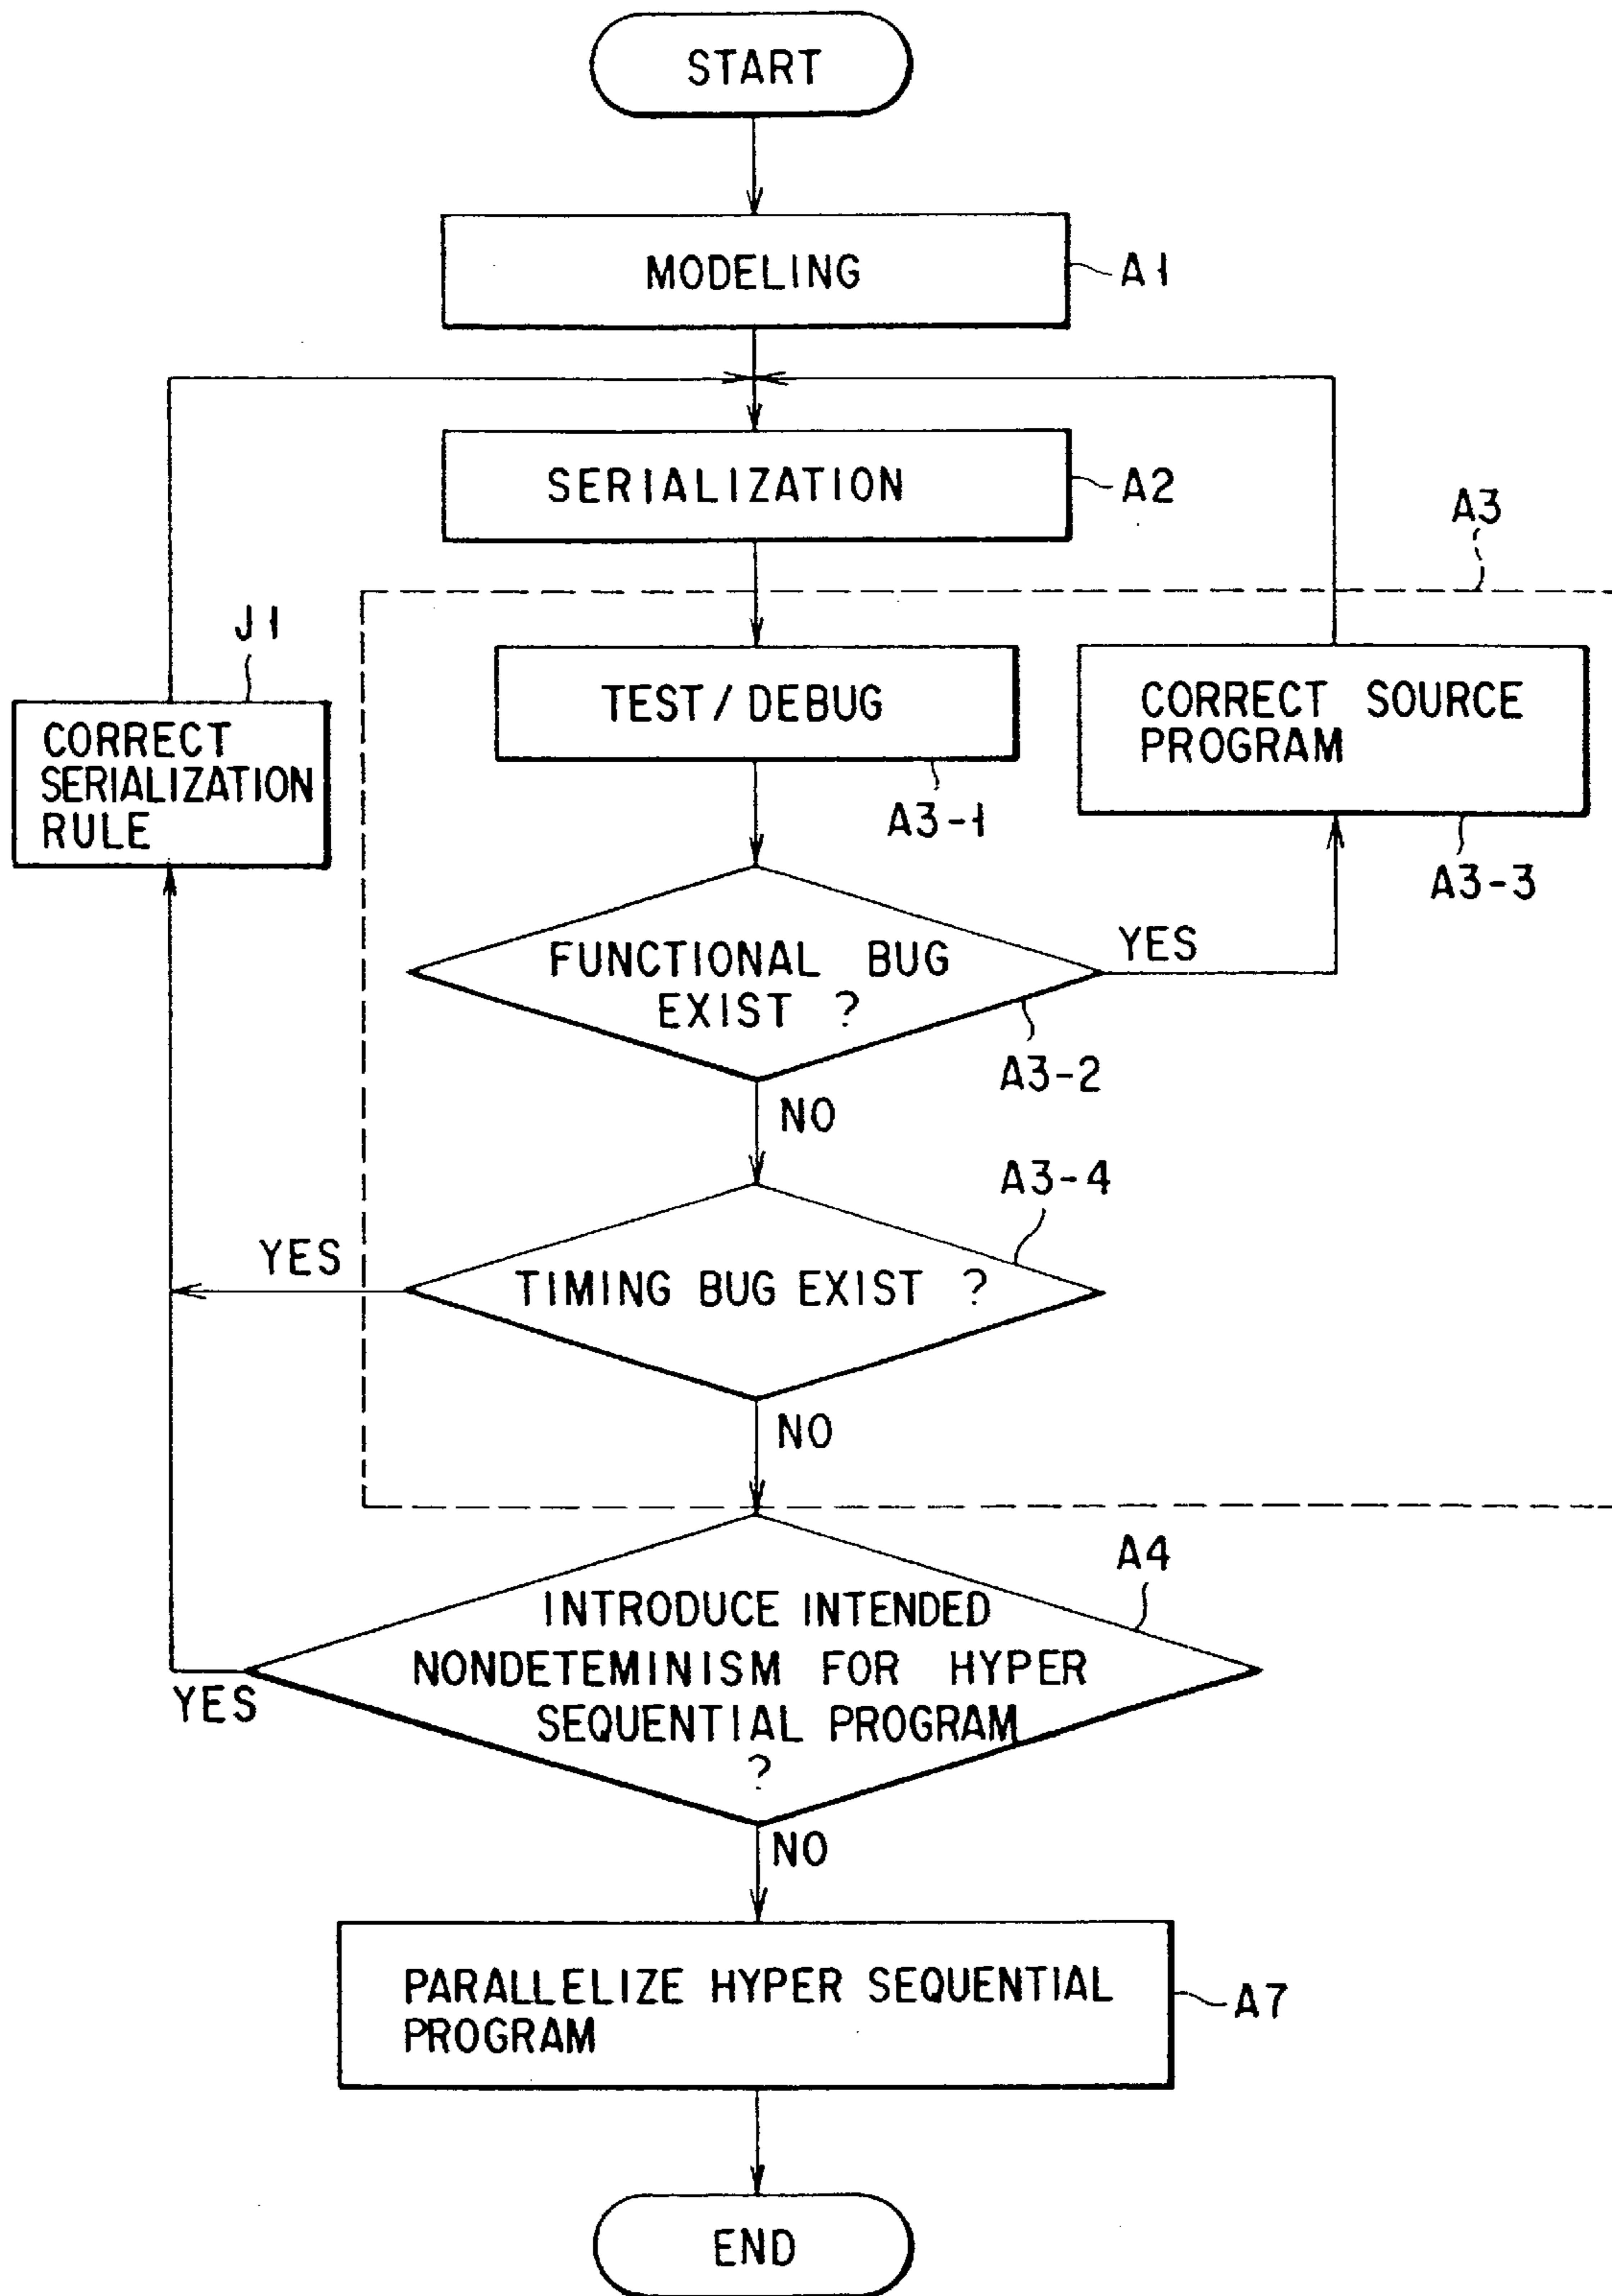 START
MODELING
A1
SERIALIZATION
A2
A3
J1
CORRECT
SERIALIZATION
RULE
TEST/DEBUG
A3-1
CORRECT SOURCE
PROGRAM
A3-3
FUNCTIONAL BUG
EXIST ?
YES
A3-2
NO
A3-4
YES
TIMING BUG EXIST ?
NO
A4
INTRODUCE INTENDED
NONDETEMINISM FOR HYPER
SEQUENTIAL PROGRAM
?
YES
NO
PARALLELIZE HYPER SEQUENTIAL
PROGRAM
A7
END